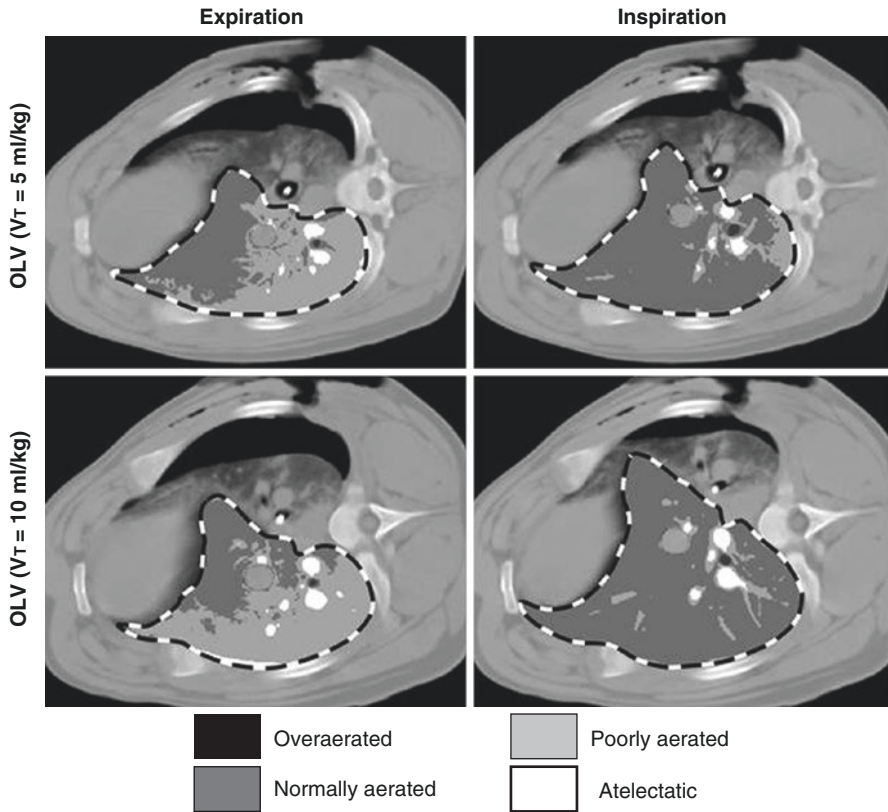 Expiration
Inspiration
OLV (VT = 5 ml/kg)
OLV (VT = 10 ml/kg)
Overaerated
Poorly aerated
Normally aerated
Atelectatic